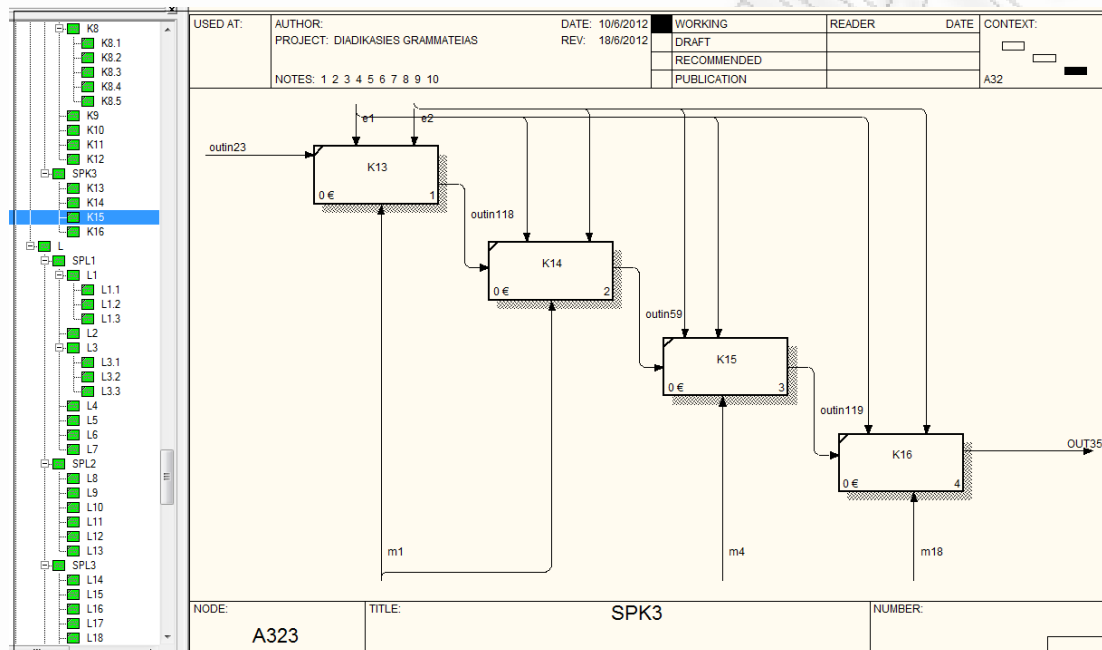 K8
K8.1
K8.2
K8.3
K8.4
K8.5
K9
K10
K11
K12
SPK3
K13
K14
K15
K16
L
SPL1
L1
L1.1
L1.2
L1.3
L2
L3
L3.1
L3.2
L3.3
L4
L5
L6
L7
SPL2
L8
L9
L10
L11
L12
L13
SPL3
L14
L15
L16
L17
L18
USED AT:
AUTHOR:
DATE: 10/6/2012
PROJECT: DIADIKASIES GRAMMATEIAS
REV: 18/6/2012
NOTES: 1 2 3 4 5 6 7 8 9 10
WORKING
DRAFT
RECOMMENDED
PUBLICATION
READER
DATE
CONTEXT:
A32
e1
e2
outin23
K13
0 €
1
outin118
K14
0 €
2
outin59
K15
0 €
3
outin119
K16
0 €
4
OUT35
m1
m4
m18
NODE:
A323
TITLE:
SPK3
NUMBER: